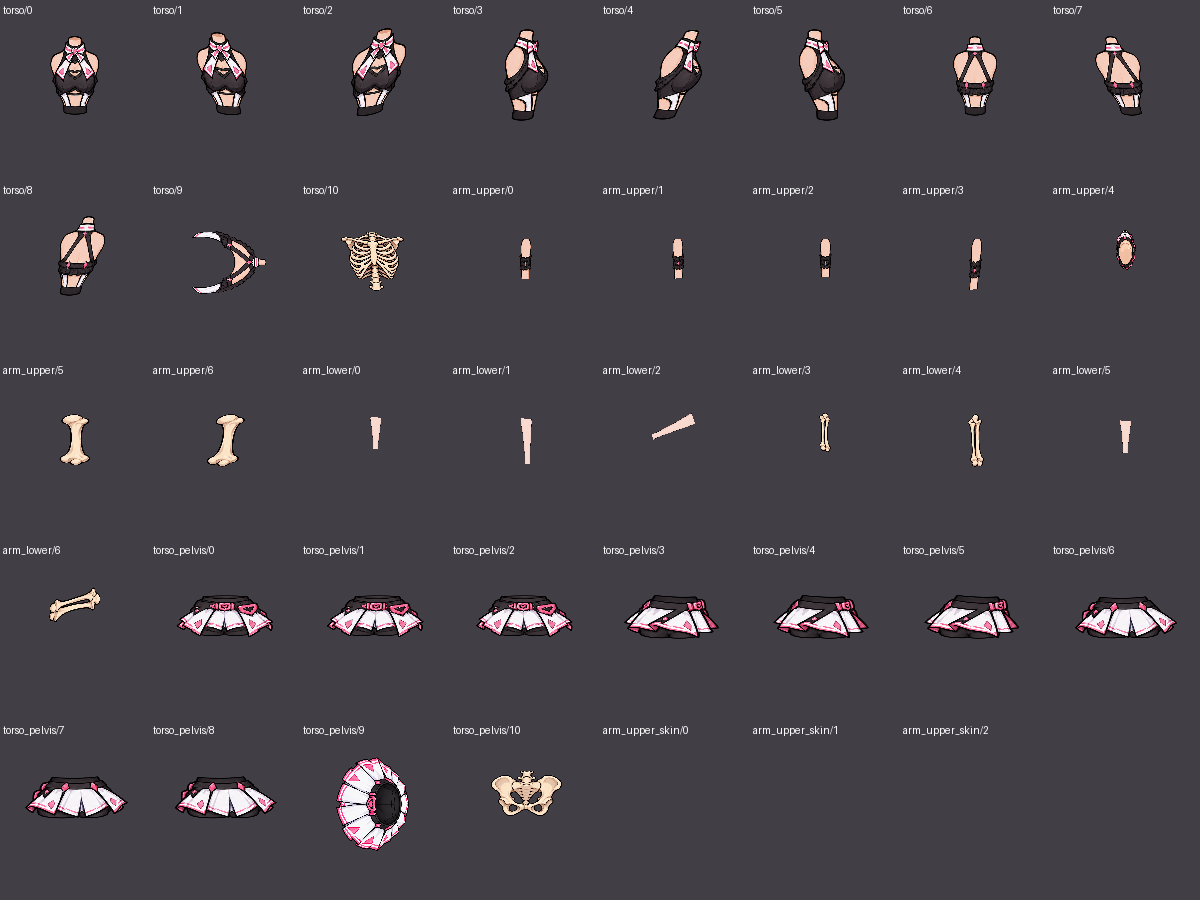 torso/0 torso/1 torso/2 torso/3 torso/4 torso/5 torso/6 torso/7
torso/8 torso/9 torso/10 arm_upper/0 arm_upper/1 arm_upper/2 arm_upper/3 arm_upper/4
arm_upper/5 arm_upper/6 arm_lower/0 arm_lower/1 arm_lower/2 arm_lower/3 arm_lower/4 arm_lower/5
arm_lower/6 torso_pelvis/0 torso_pelvis/1 torso_pelvis/2 torso_pelvis/3 torso_pelvis/4 torso_pelvis/5 torso_pelvis/6
torso_pelvis/7 torso_pelvis/8 torso_pelvis/9 torso_pelvis/10 arm_upper_skin/0 arm_upper_skin/1 arm_upper_skin/2